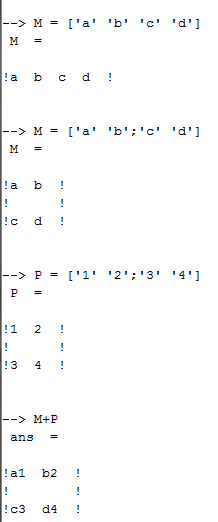 --> M = ['a' 'b' 'c' 'd']
M =
!a b c d !
--> M = ['a' 'b';'c' 'd']
M =
!a b !
! !
!c d !
--> P = ['1' '2';'3' '4']
P =
!1 2 !
! !
!3 4 !
--> M+P
ans =
!a1 b2 !
! !
!c3 d4 !